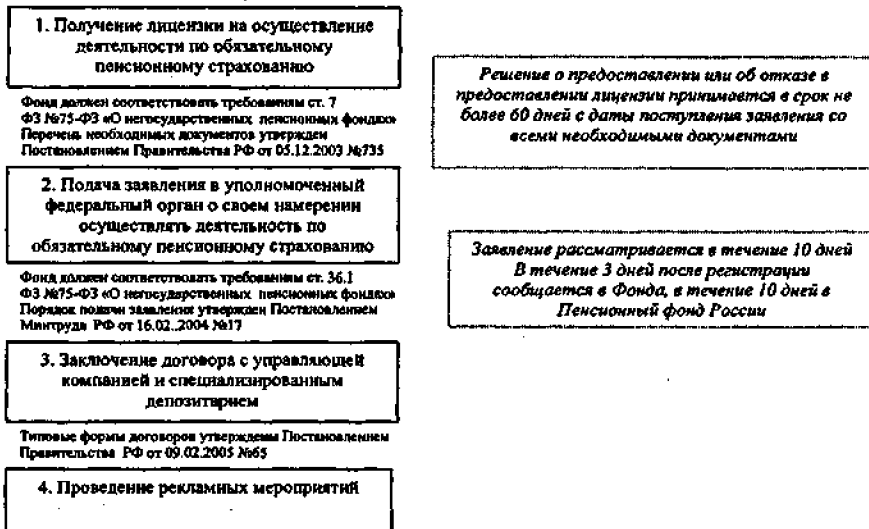 1. Получение лицензии на осуществление
деятельности по обязательному
пенсионному страхованию
Фонд должен соответствовать требованиям ст. 7
ФЗ №75-ФЗ «О негосударственных пенсионных фондах»
Перечень необходимых документов утвержден
Постановлением Правительства РФ от 05.12.2003 №735
Решение о предоставлении или об отказе в
предоставлении лицензии принимается в срок не
более 60 дней с даты поступления заявления со
всеми необходимыми документами
2. Подача заявления в уполномоченный
федеральный орган о своем намерении
осуществлять деятельность по
обязательному пенсионному страхованию
Фонд должен соответствовать требованиям ст. 36.1
ФЗ №75-ФЗ «О негосударственных пенсионных фондах»
Порядок подачи заявления утвержден Постановлением
Минтруда РФ от 16.02..2004 №17
Заявление рассматривается в течение 10 дней
В течение 3 дней после регистрации
сообщается в Фонда, в течение 10 дней в
Пенсионный фонд России
3. Заключение договора с управляющей
компанией и специализированным
депозитарием
Типовые формы договоров утверждены Постановлением
Правительства РФ от 09.02.2005 №65
4. Проведение рекламных мероприятий